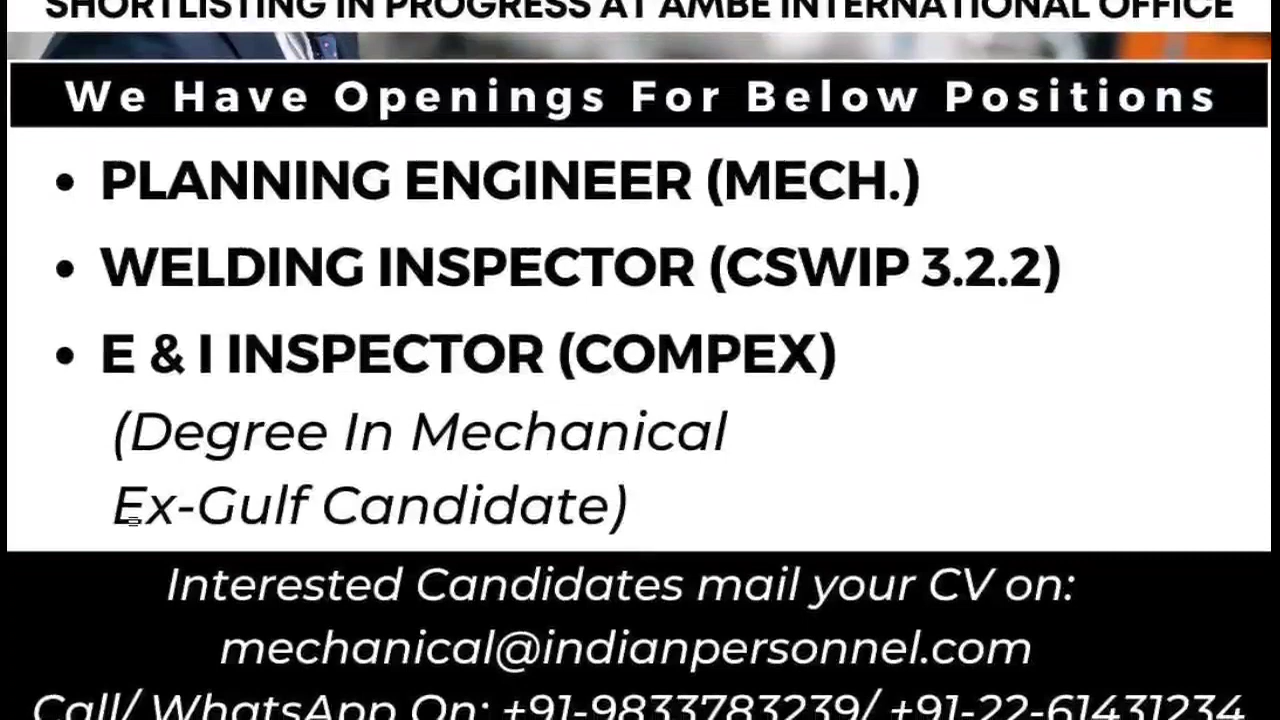 SHORTLISTING IN PROGRESS AT AMBE INTERNATIONAL OFFICE
We Have Openings For Below Positions
• PLANNING ENGINEER (MECH.)
• WELDING INSPECTOR (CSWIP 3.2.2)
• E & I INSPECTOR (COMPEX)
(Degree In Mechanical
Ex-Gulf Candidate)
Interested Candidates mail your CV on:
mechanical@indianpersonnel.com
Call/ WhatsApp On: +91-9833783239/ +91-22-61431234